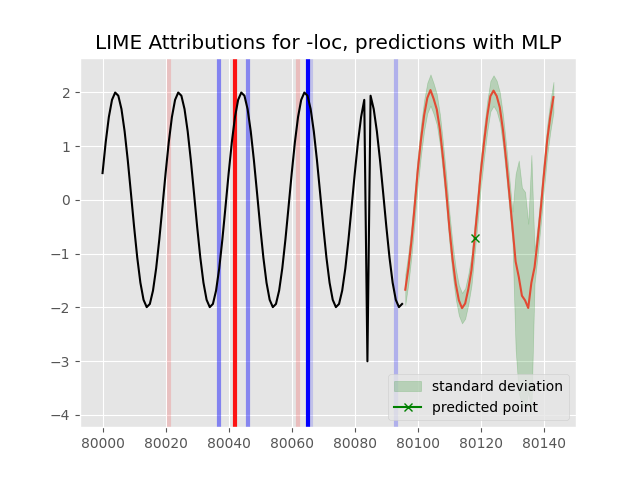 LIME Attributions for -loc, predictions with MLP
2
1
0
−1
−2
−3
−4
standard deviation
predicted point
80000 80020 80040 80060 80080 80100 80120 80140